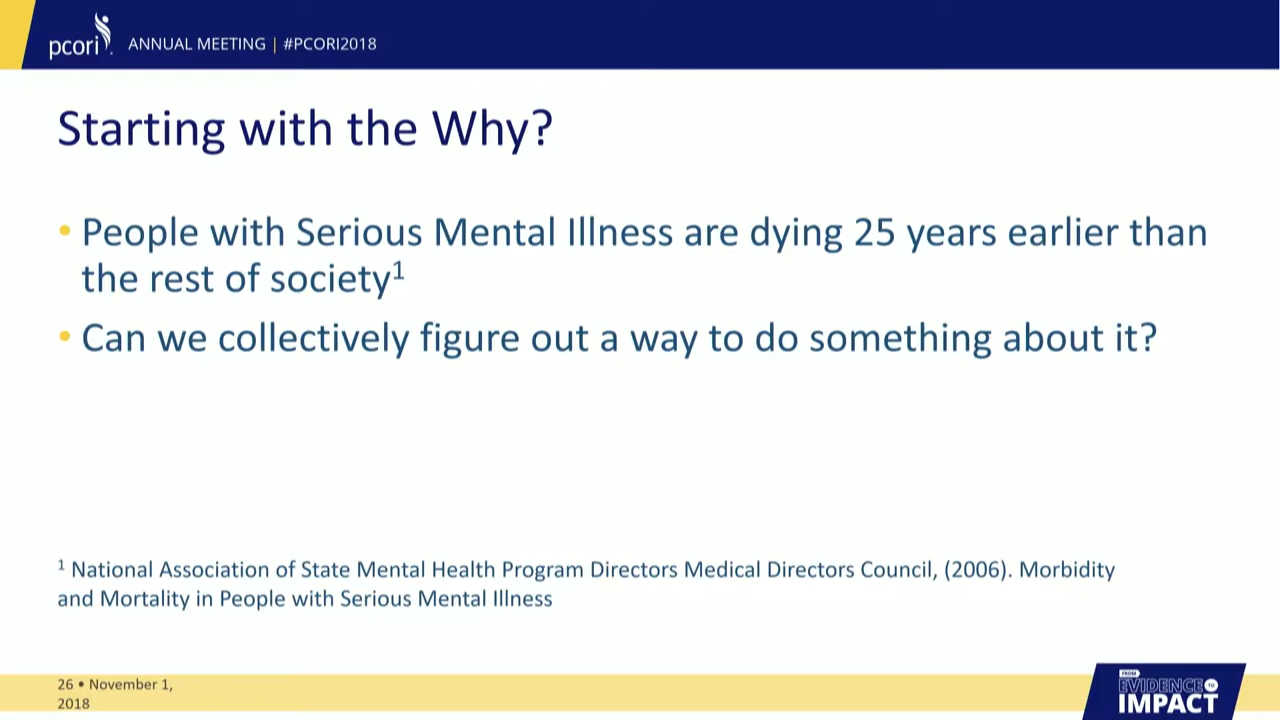 pcori
ANNUAL MEETING | #PCORI2018
Starting with the Why?
• People with Serious Mental Illness are dying 25 years earlier than
the rest of society¹
• Can we collectively figure out a way to do something about it?
¹ National Association of State Mental Health Program Directors Medical Directors Council, (2006). Morbidity
and Mortality in People with Serious Mental Illness
26 • November 1,
2018
FROM
EVIDENCE TO
IMPACT